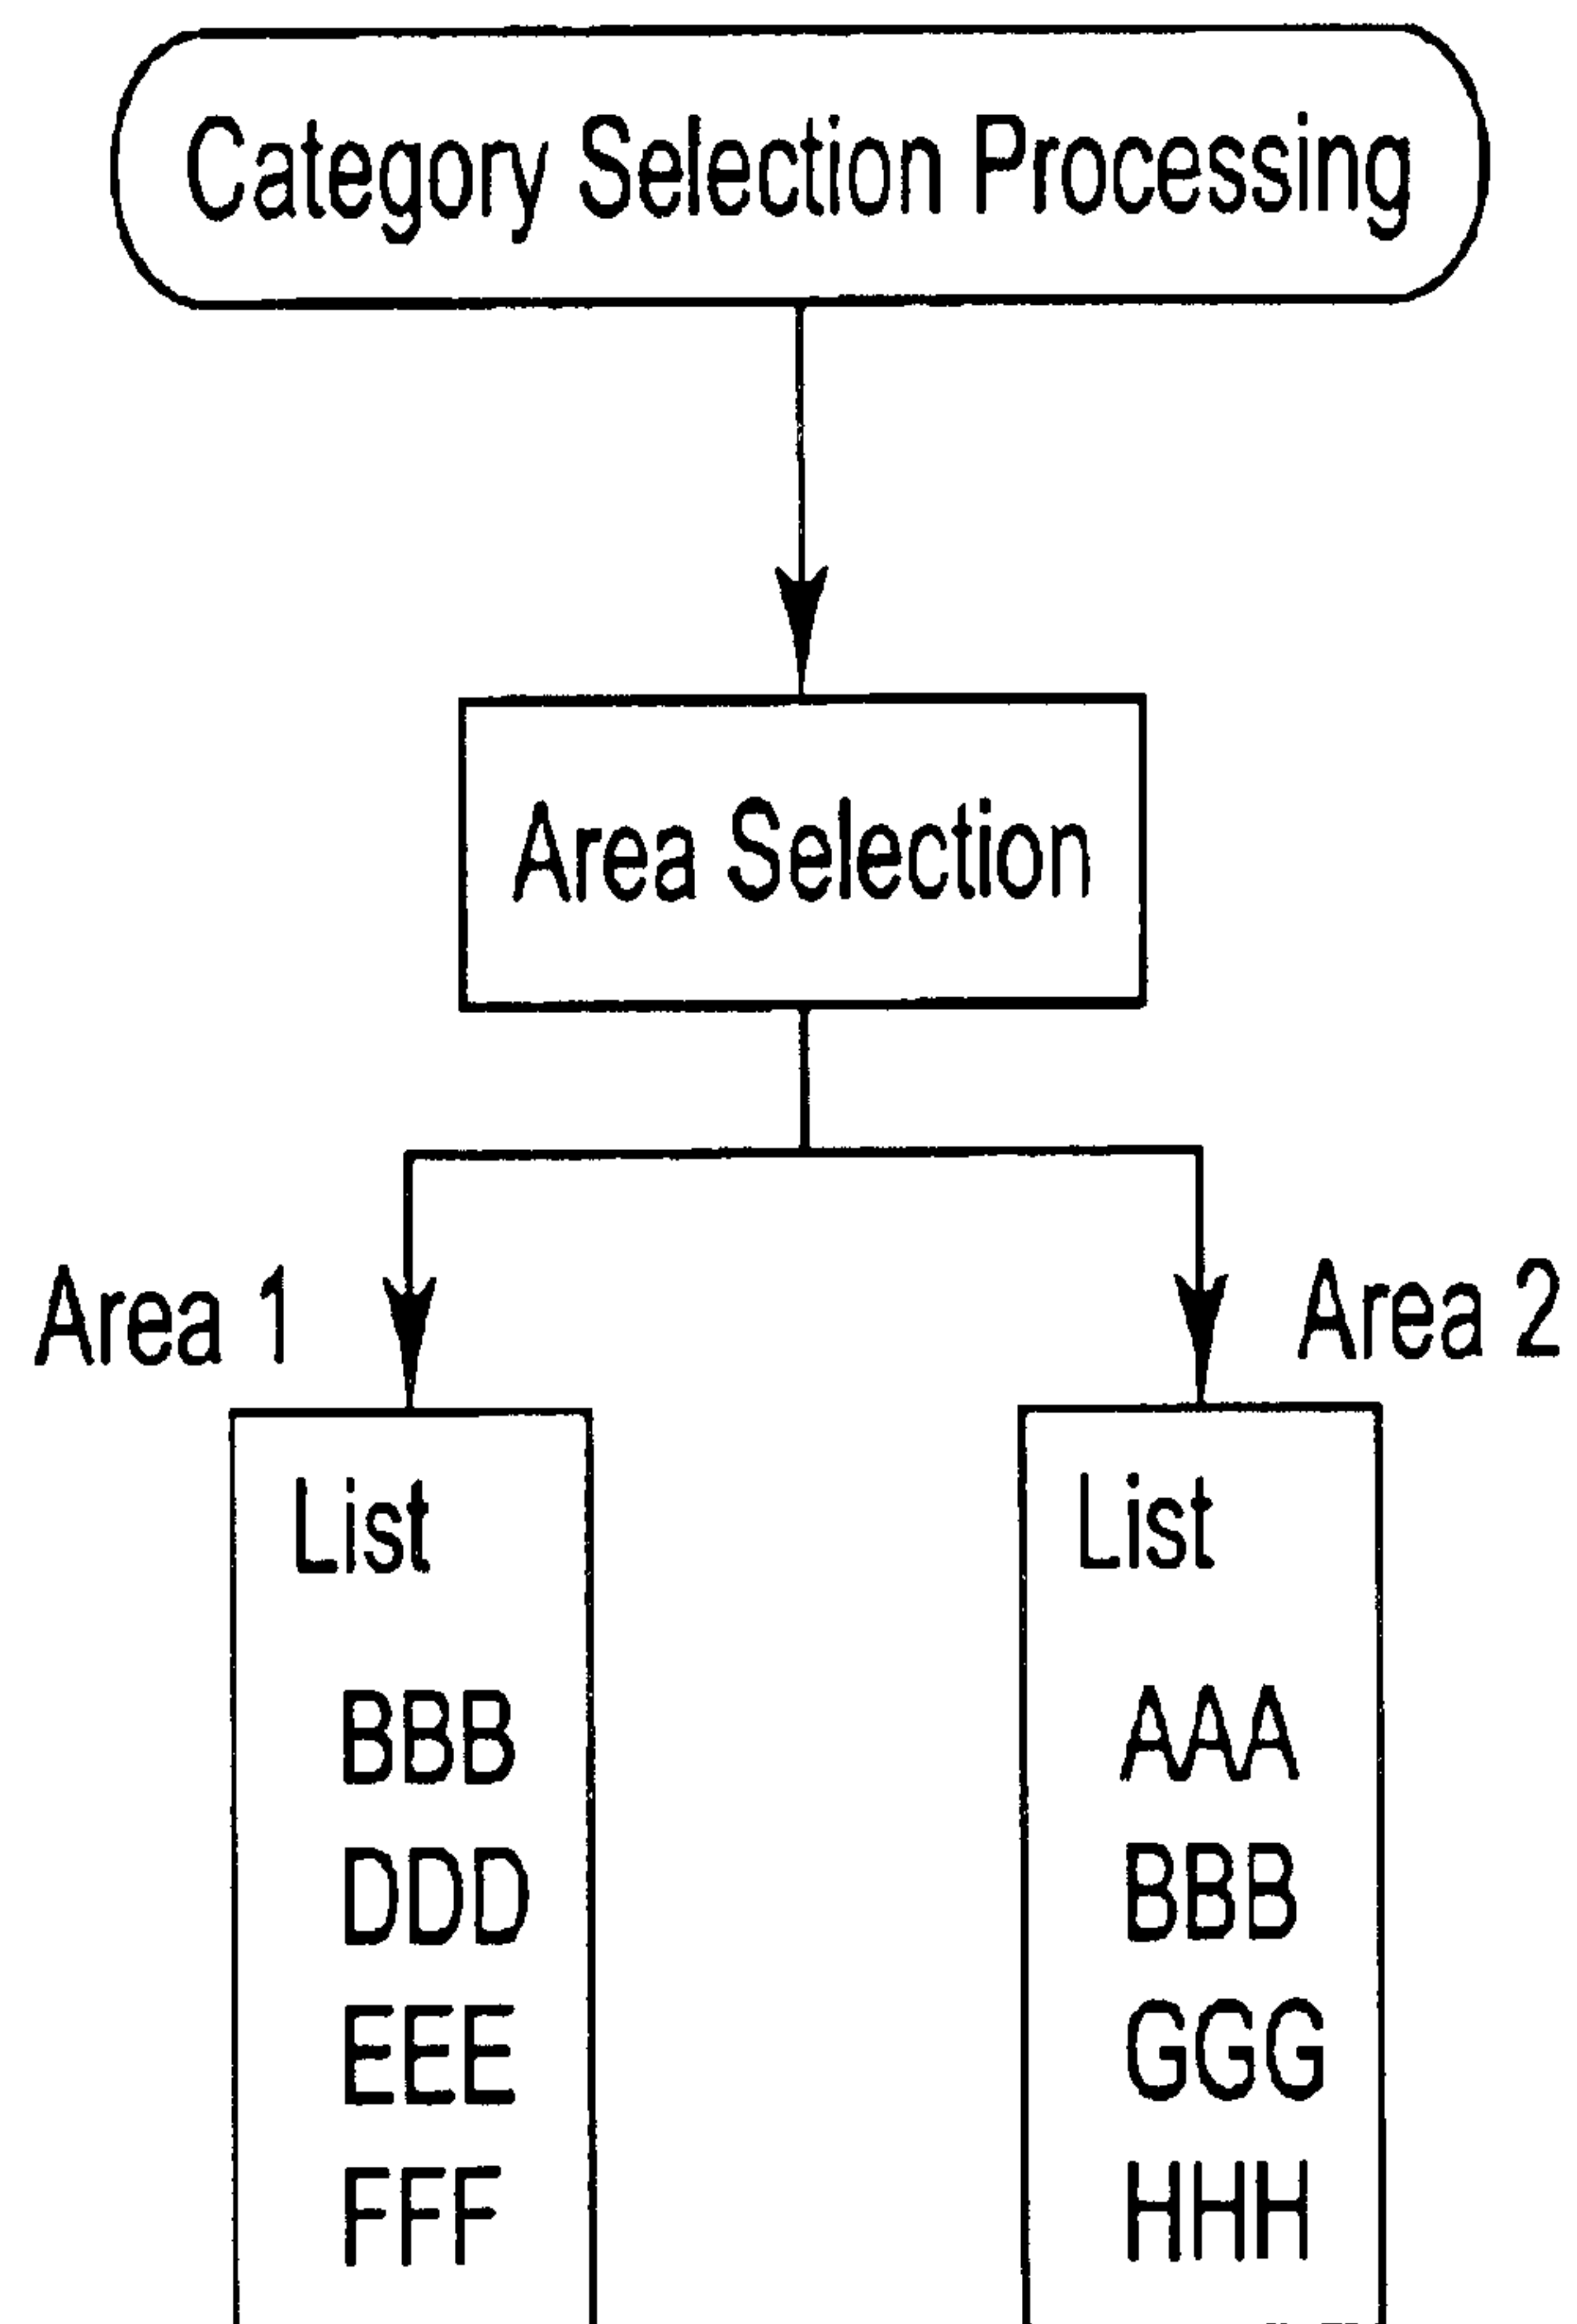 Category Selection Processing
Area Selection
Area 1
Area 2
List
BBB
DDD
EEE
FFF
List
AAA
BBB
GGG
HHH